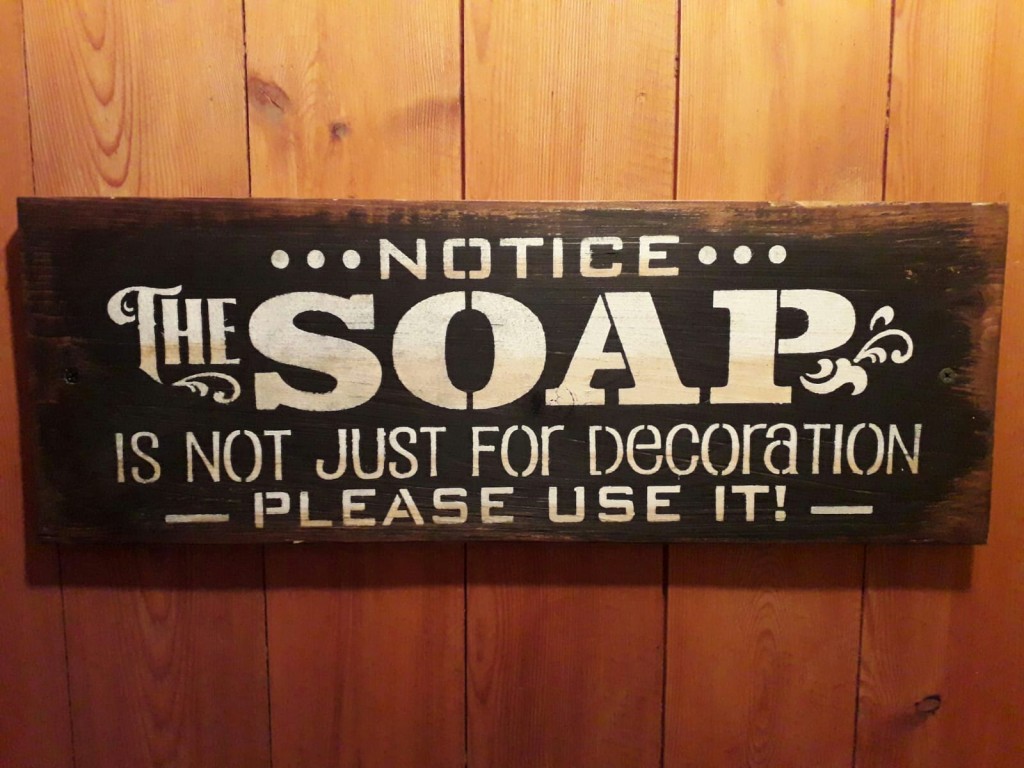 •••NOTICE•••
THE SOAP
IS NOT JUST FOR DECORATION
— PLEASE USE IT! —